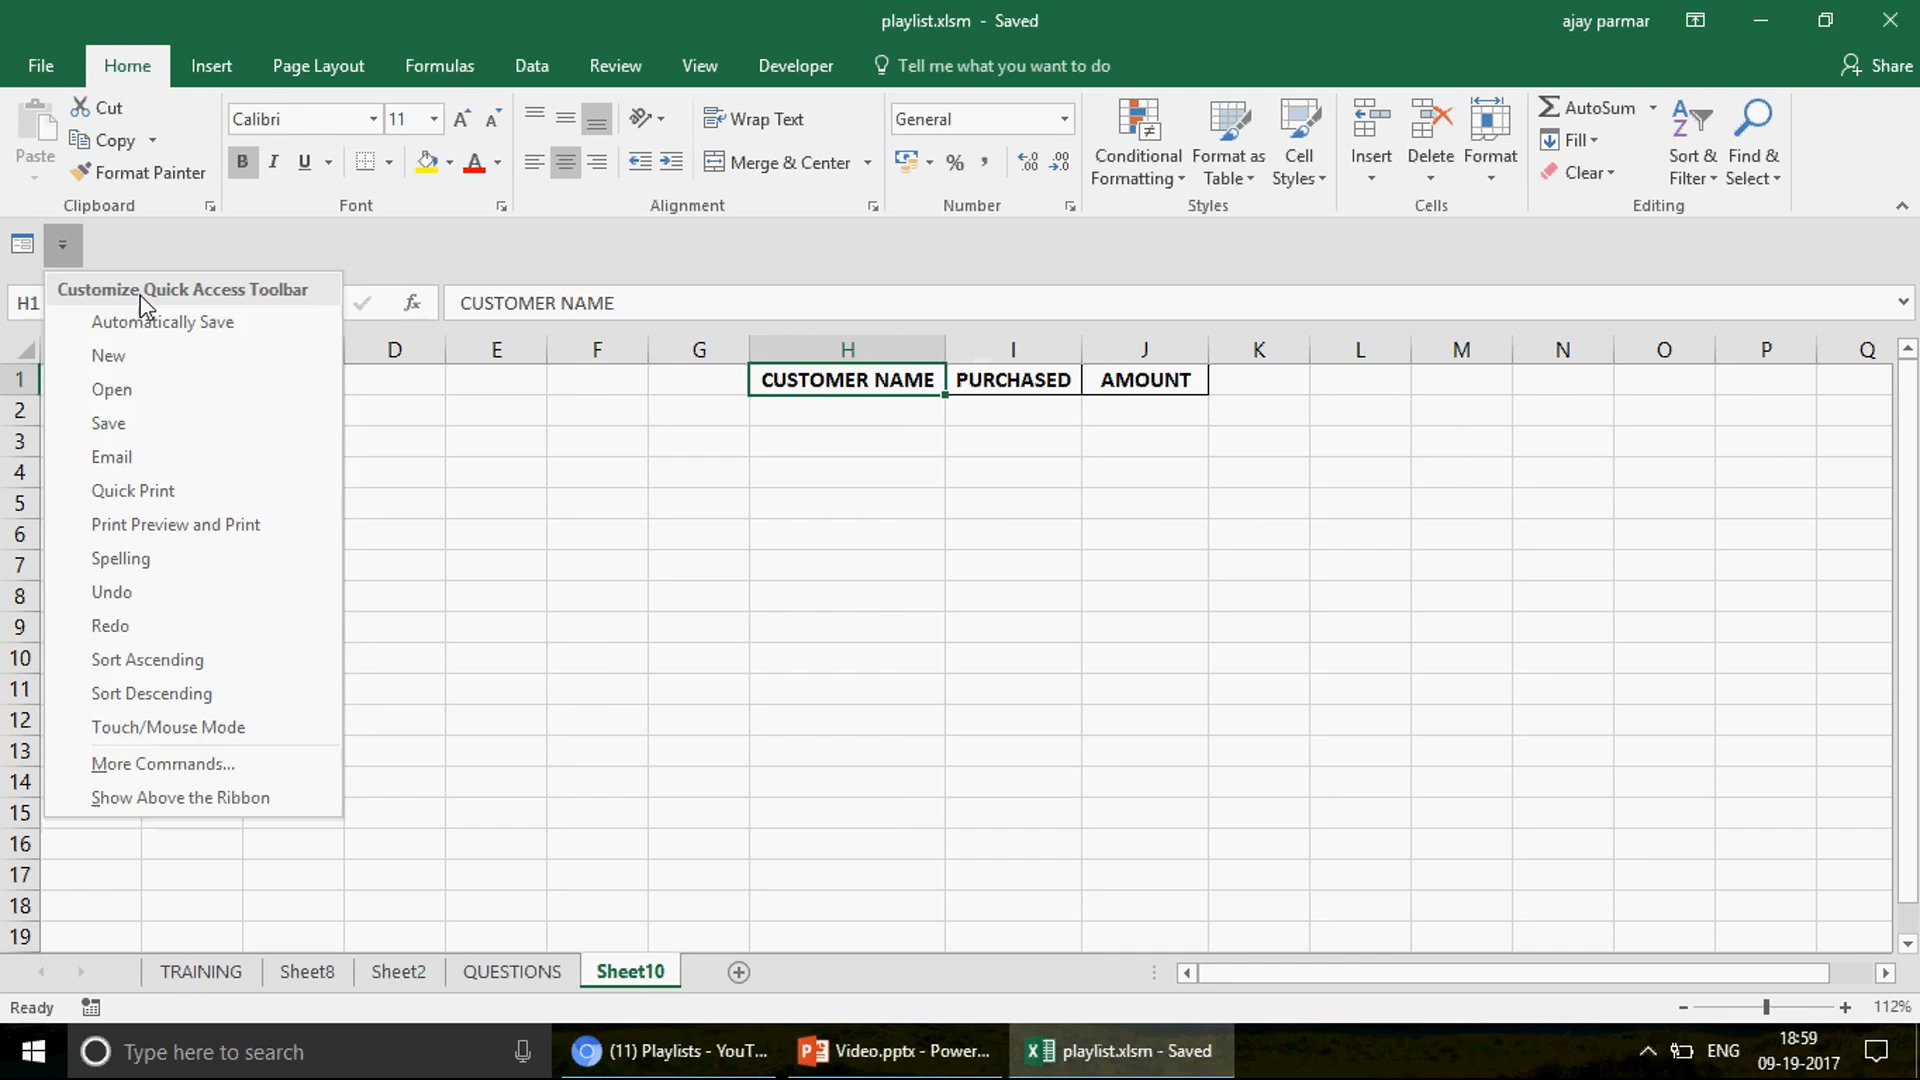 playlist.xlsm - Saved
ajay parmar
File Home Insert Page Layout Formulas Data Review View Developer Tell me what you want to do Share
Paste
Cut
Copy
Format Painter
Clipboard
Calibri 11
B I U A
Font
Wrap Text
Merge & Center
Alignment
General
% ,
Number
Conditional Formatting
Format as Table
Cell Styles
Styles
Insert Delete Format
Cells
AutoSum
Fill
Clear
Sort & Filter
Find & Select
Editing
H1
fx
CUSTOMER NAME
Customize Quick Access Toolbar
Automatically Save
New
Open
Save
Email
Quick Print
Print Preview and Print
Spelling
Undo
Redo
Sort Ascending
Sort Descending
Touch/Mouse Mode
More Commands...
Show Above the Ribbon
D E F G H I J K L M N O P Q
1 CUSTOMER NAME PURCHASED AMOUNT
2
3
4
5
6
7
8
9
10
11
12
13
14
15
16
17
18
19
TRAINING Sheet8 Sheet2 QUESTIONS Sheet10
Ready
112%
Type here to search
(11) Playlists - YouT...
Video.pptx - Power...
playlist.xlsm - Saved
ENG
18:59
09-19-2017